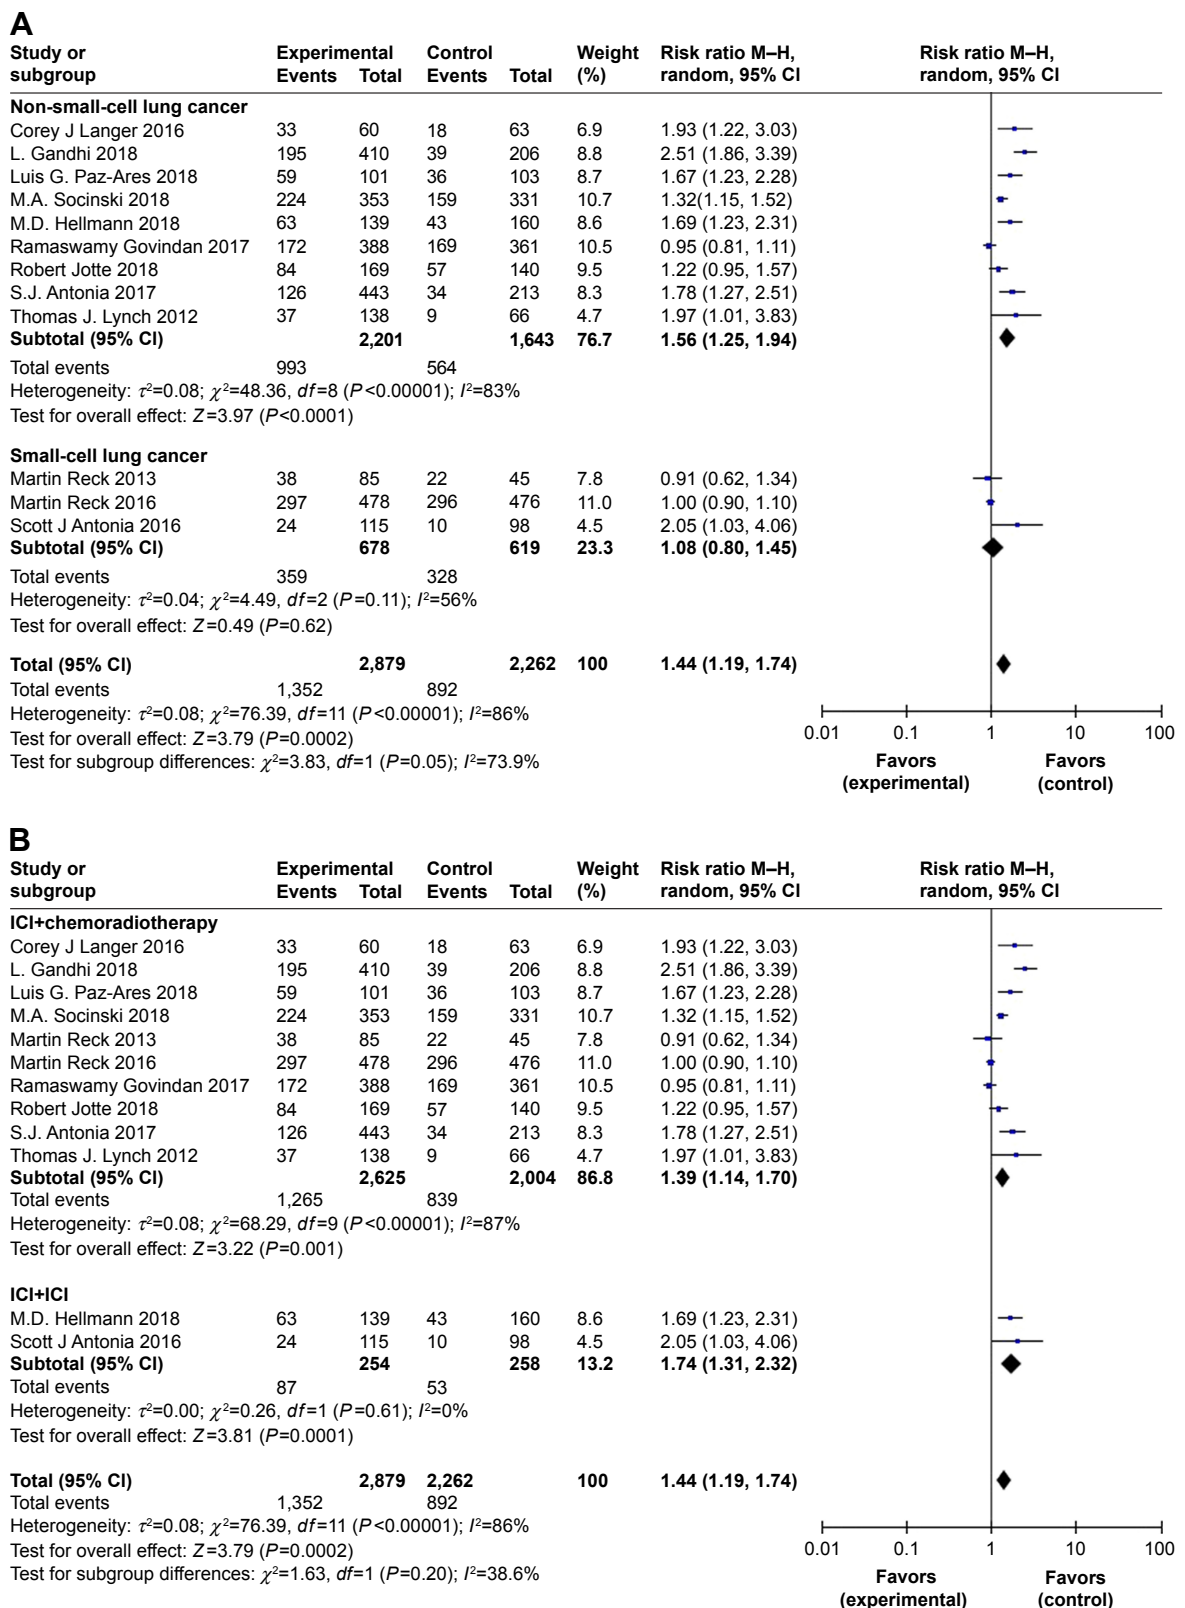 A
Study or subgroup Experimental Control Weight (%) Risk ratio M–H, random, 95% CI Risk ratio M–H, random, 95% CI
Events Total Events Total
Non-small-cell lung cancer
Corey J Langer 2016 33 60 18 63 6.9 1.93 (1.22, 3.03)
L. Gandhi 2018 195 410 39 206 8.8 2.51 (1.86, 3.39)
Luis G. Paz-Ares 2018 59 101 36 103 8.7 1.67 (1.23, 2.28)
M.A. Socinski 2018 224 353 159 331 10.7 1.32(1.15, 1.52)
M.D. Hellmann 2018 63 139 43 160 8.6 1.69 (1.23, 2.31)
Ramaswamy Govindan 2017 172 388 169 361 10.5 0.95 (0.81, 1.11)
Robert Jotte 2018 84 169 57 140 9.5 1.22 (0.95, 1.57)
S.J. Antonia 2017 126 443 34 213 8.3 1.78 (1.27, 2.51)
Thomas J. Lynch 2012 37 138 9 66 4.7 1.97 (1.01, 3.83)
Subtotal (95% CI) 2,201 1,643 76.7 1.56 (1.25, 1.94)
Total events 993 564
Heterogeneity: τ²=0.08; χ²=48.36, df=8 (P<0.00001); I²=83%
Test for overall effect: Z=3.97 (P<0.0001)
Small-cell lung cancer
Martin Reck 2013 38 85 22 45 7.8 0.91 (0.62, 1.34)
Martin Reck 2016 297 478 296 476 11.0 1.00 (0.90, 1.10)
Scott J Antonia 2016 24 115 10 98 4.5 2.05 (1.03, 4.06)
Subtotal (95% CI) 678 619 23.3 1.08 (0.80, 1.45)
Total events 359 328
Heterogeneity: τ²=0.04; χ²=4.49, df=2 (P=0.11); I²=56%
Test for overall effect: Z=0.49 (P=0.62)
Total (95% CI) 2,879 2,262 100 1.44 (1.19, 1.74)
Total events 1,352 892
Heterogeneity: τ²=0.08; χ²=76.39, df=11 (P<0.00001); I²=86%
Test for overall effect: Z=3.79 (P=0.0002)
Test for subgroup differences: χ²=3.83, df=1 (P=0.05); I²=73.9%
0.01 0.1 1 10 100
Favors (experimental) Favors (control)
B
Study or subgroup Experimental Control Weight (%) Risk ratio M–H, random, 95% CI Risk ratio M–H, random, 95% CI
Events Total Events Total
ICI+chemoradiotherapy
Corey J Langer 2016 33 60 18 63 6.9 1.93 (1.22, 3.03)
L. Gandhi 2018 195 410 39 206 8.8 2.51 (1.86, 3.39)
Luis G. Paz-Ares 2018 59 101 36 103 8.7 1.67 (1.23, 2.28)
M.A. Socinski 2018 224 353 159 331 10.7 1.32 (1.15, 1.52)
Martin Reck 2013 38 85 22 45 7.8 0.91 (0.62, 1.34)
Martin Reck 2016 297 478 296 476 11.0 1.00 (0.90, 1.10)
Ramaswamy Govindan 2017 172 388 169 361 10.5 0.95 (0.81, 1.11)
Robert Jotte 2018 84 169 57 140 9.5 1.22 (0.95, 1.57)
S.J. Antonia 2017 126 443 34 213 8.3 1.78 (1.27, 2.51)
Thomas J. Lynch 2012 37 138 9 66 4.7 1.97 (1.01, 3.83)
Subtotal (95% CI) 2,625 2,004 86.8 1.39 (1.14, 1.70)
Total events 1,265 839
Heterogeneity: τ²=0.08; χ²=68.29, df=9 (P<0.00001); I²=87%
Test for overall effect: Z=3.22 (P=0.001)
ICI+ICI
M.D. Hellmann 2018 63 139 43 160 8.6 1.69 (1.23, 2.31)
Scott J Antonia 2016 24 115 10 98 4.5 2.05 (1.03, 4.06)
Subtotal (95% CI) 254 258 13.2 1.74 (1.31, 2.32)
Total events 87 53
Heterogeneity: τ²=0.00; χ²=0.26, df=1 (P=0.61); I²=0%
Test for overall effect: Z=3.81 (P=0.0001)
Total (95% CI) 2,879 2,262 100 1.44 (1.19, 1.74)
Total events 1,352 892
Heterogeneity: τ²=0.08; χ²=76.39, df=11 (P<0.00001); I²=86%
Test for overall effect: Z=3.79 (P=0.0002)
Test for subgroup differences: χ²=1.63, df=1 (P=0.20); I²=38.6%
0.01 0.1 1 10 100
Favors (experimental) Favors (control)